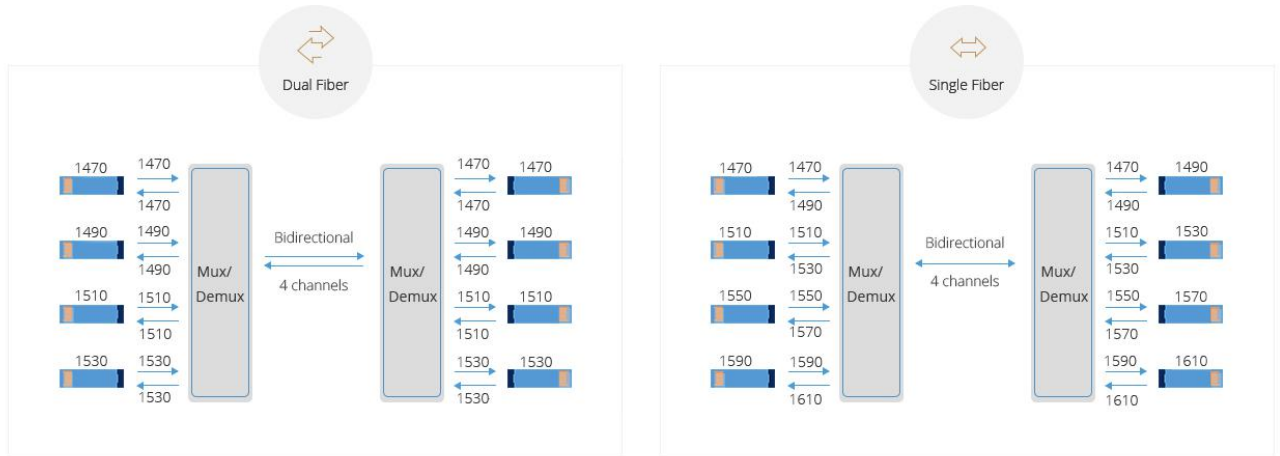 Dual Fiber
1470 1470
1470
1490 1490
1490
1510 1510
1510
1530 1530
1530
Mux/
Demux
Bidirectional
4 channels
Mux/
Demux
1470 1470
1470
1490 1490
1490
1510 1510
1510
1530 1530
1530
Single Fiber
1470 1470
1490
1510 1510
1530
1550 1550
1570
1590 1590
1610
Mux/
Demux
Bidirectional
4 channels
Mux/
Demux
1470 1490
1490
1510 1530
1530
1550 1570
1570
1590 1610
1610